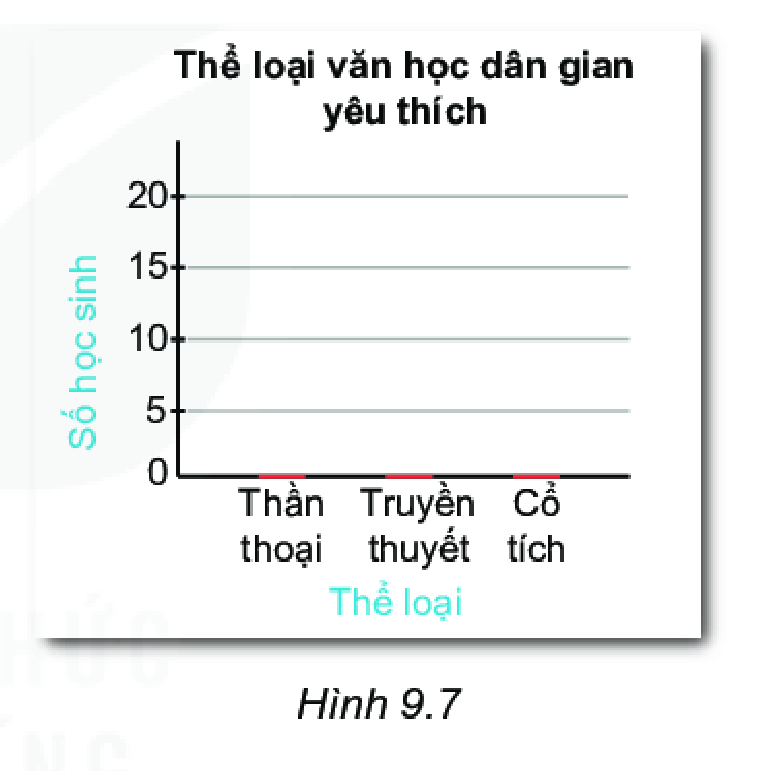 Thể loại văn học dân gian
yêu thích
Số học sinh
20
15
10
5
0
Thần thoại
Truyền thuyết
Cổ tích
Thể loại
Hình 9.7